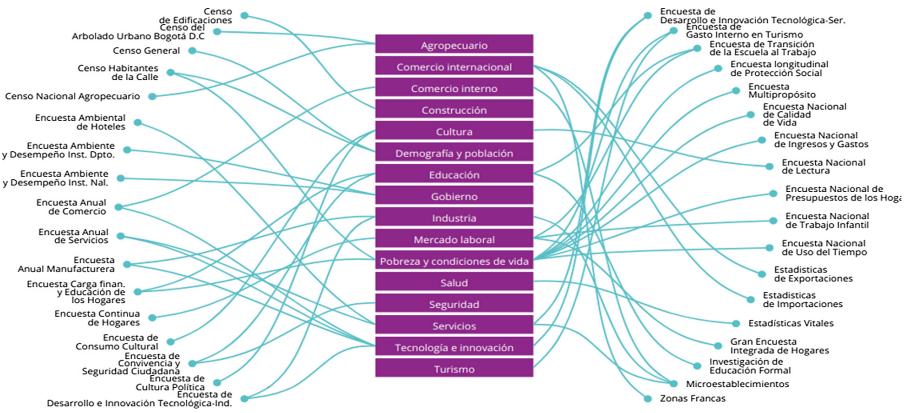 Censo
de Edificaciones
Censo del
Arbolado Urbano Bogotá D.C
Censo General
Censo Habitantes
de la Calle
Censo Nacional Agropecuario
Encuesta Ambiental
de Hoteles
Encuesta Ambiente
y Desempeño Inst. Dpto.
Encuesta Ambiente
y Desempeño Inst. Nal.
Encuesta Anual
de Comercio
Encuesta Anual
de Servicios
Encuesta
Anual Manufacturera
Encuesta Carga finan.
y Educación de
los Hogares
Encuesta Continua
de Hogares
Encuesta de
Consumo Cultural
Encuesta de
Convivencia y
Seguridad Ciudadana
Encuesta de
Cultura Política
Encuesta de
Desarrollo e Innovación Tecnológica-Ind.
Agropecuario
Comercio internacional
Comercio interno
Construcción
Cultura
Demografía y población
Educación
Gobierno
Industria
Mercado laboral
Pobreza y condiciones de vida
Salud
Seguridad
Servicios
Tecnología e innovación
Turismo
Encuesta de
Desarrollo e Innovación Tecnológica-Ser.
Encuesta de
Gasto Interno en Turismo
Encuesta de Transición
de la Escuela al Trabajo
Encuesta longitudinal
de Protección Social
Encuesta
Multipropósito
Encuesta Nacional
de Calidad
de Vida
Encuesta Nacional
de Ingresos y Gastos
Encuesta Nacional
de Lectura
Encuesta Nacional de
Presupuestos de los Hoga
Encuesta Nacional
de Trabajo Infantil
Encuesta Nacional
de Uso del Tiempo
Estadisticas
de Exportaciones
Estadisticas
de Importaciones
Estadísticas Vitales
Gran Encuesta
Integrada de Hogares
Investigación de
Educación Formal
Microestablecimientos
Zonas Francas